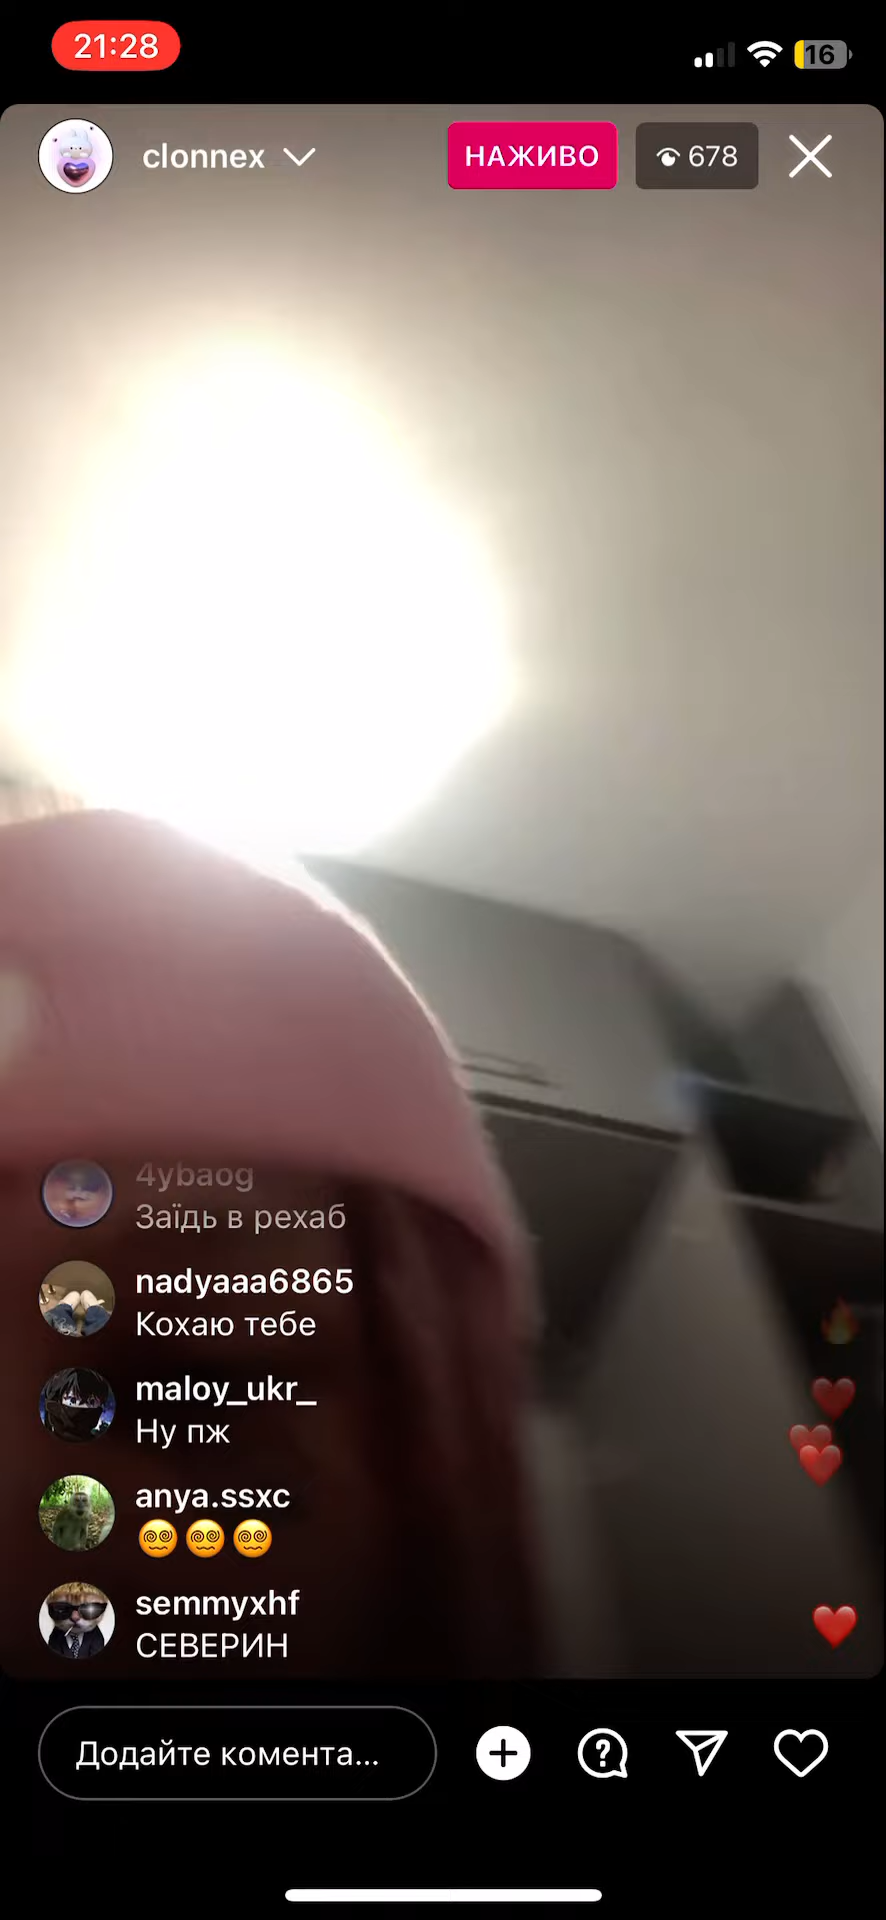 21:28
16
clonnex
НАЖИВО
678
4ybaog
Заїдь в рехаб
nadyaaa6865
Кохаю тебе
maloy_ukr_
Ну пж
anya.ssxc
😵‍💫😵‍💫😵‍💫
semmyxhf
СЕВЕРИН
Додайте комента...